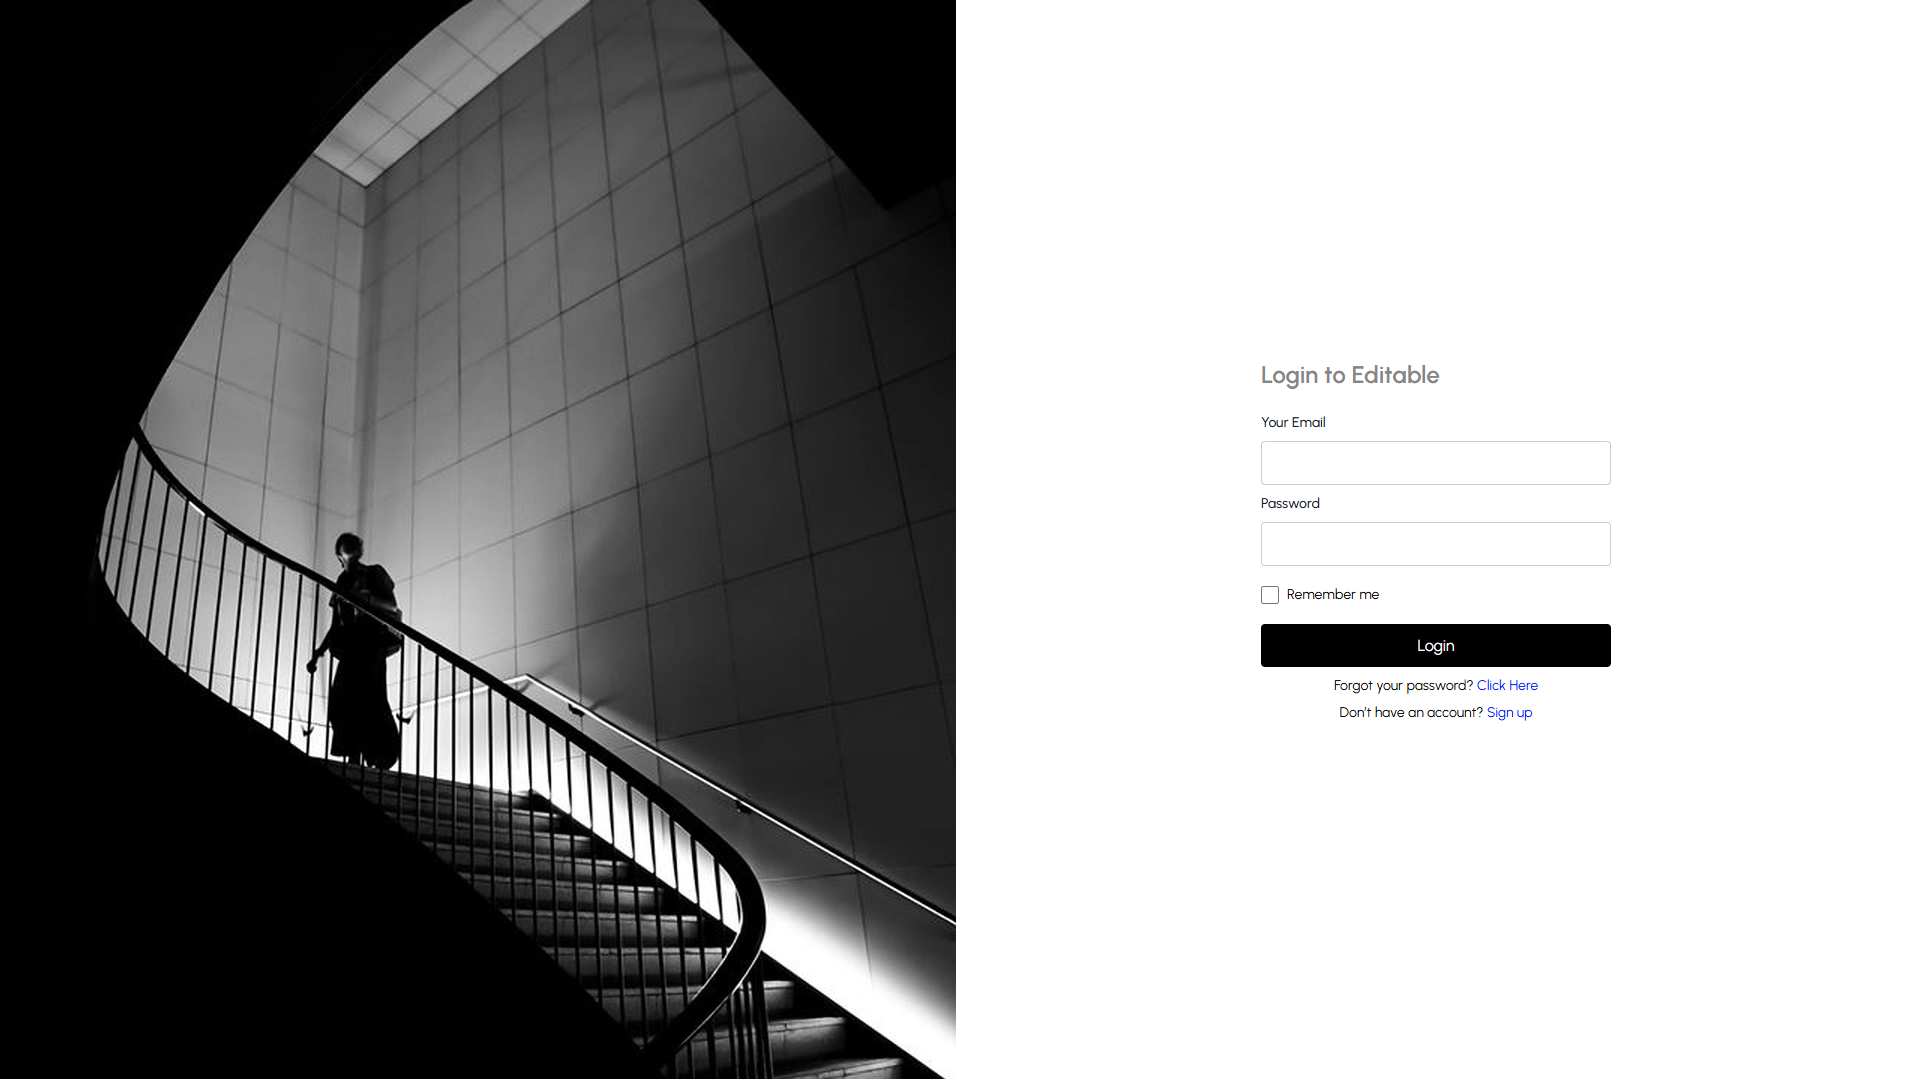 Login to Editable
Your Email
Password
Remember me
Login
Forgot your password? Click Here
Don't have an account? Sign up